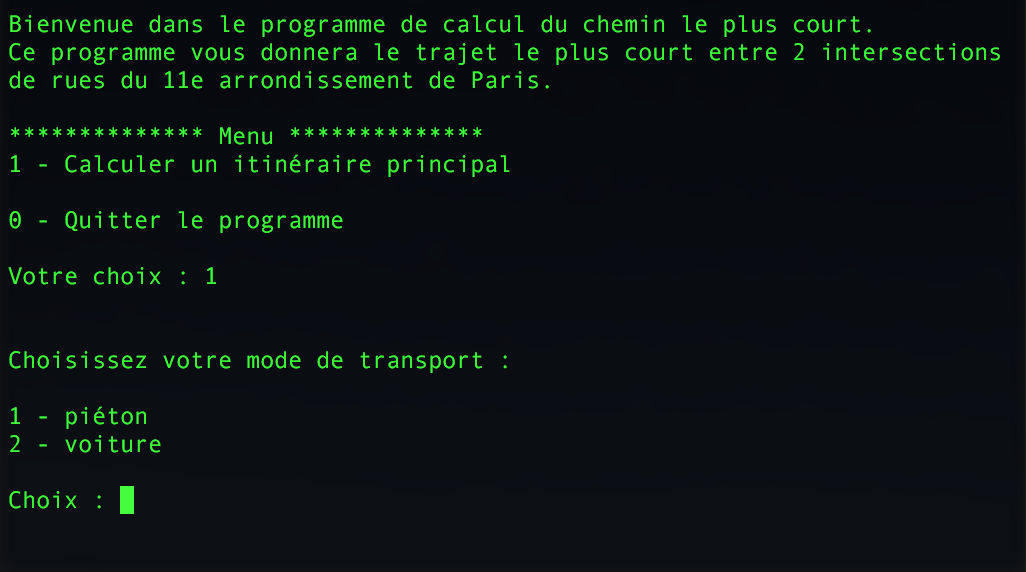 Bienvenue dans le programme de calcul du chemin le plus court.
Ce programme vous donnera le trajet le plus court entre 2 intersections
de rues du 11e arrondissement de Paris.
************** Menu **************
1 - Calculer un itinéraire principal
0 - Quitter le programme
Votre choix : 1
Choisissez votre mode de transport :
1 - piéton
2 - voiture
Choix :